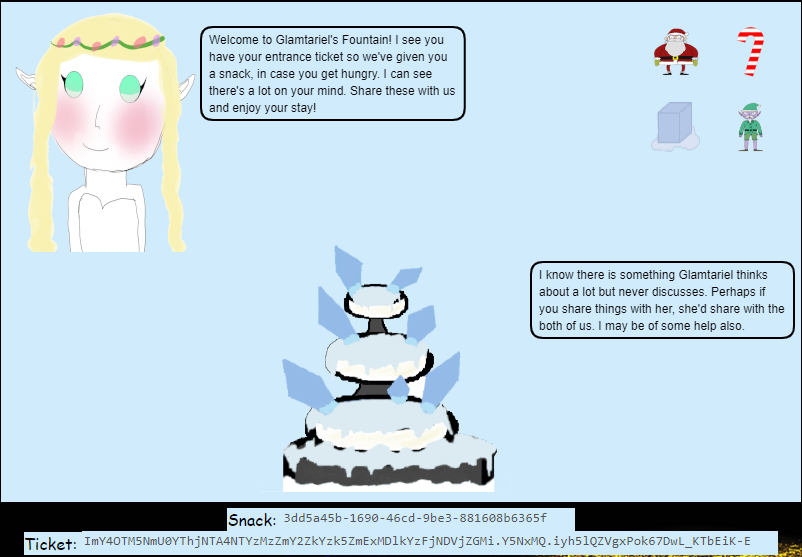 Welcome to Glamtariel's Fountain! I see you
have your entrance ticket so we've given you
a snack, in case you get hungry. I can see
there's a lot on your mind. Share these with us
and enjoy your stay!
I know there is something Glamtariel thinks
about a lot but never discusses. Perhaps if
you share things with her, she'd share with the
both of us. I may be of some help also.
Snack: 3dd5a45b-1690-46cd-9be3-881608b6365f
Ticket: ImY4OTM5NmU0YThjNTA4NTYzMzZmY2ZkYzk5ZmExMDlkYzFjNDVjZGMi.Y5NxMQ.iyh5lQZVgxPok67DwL_KTbEiK-E